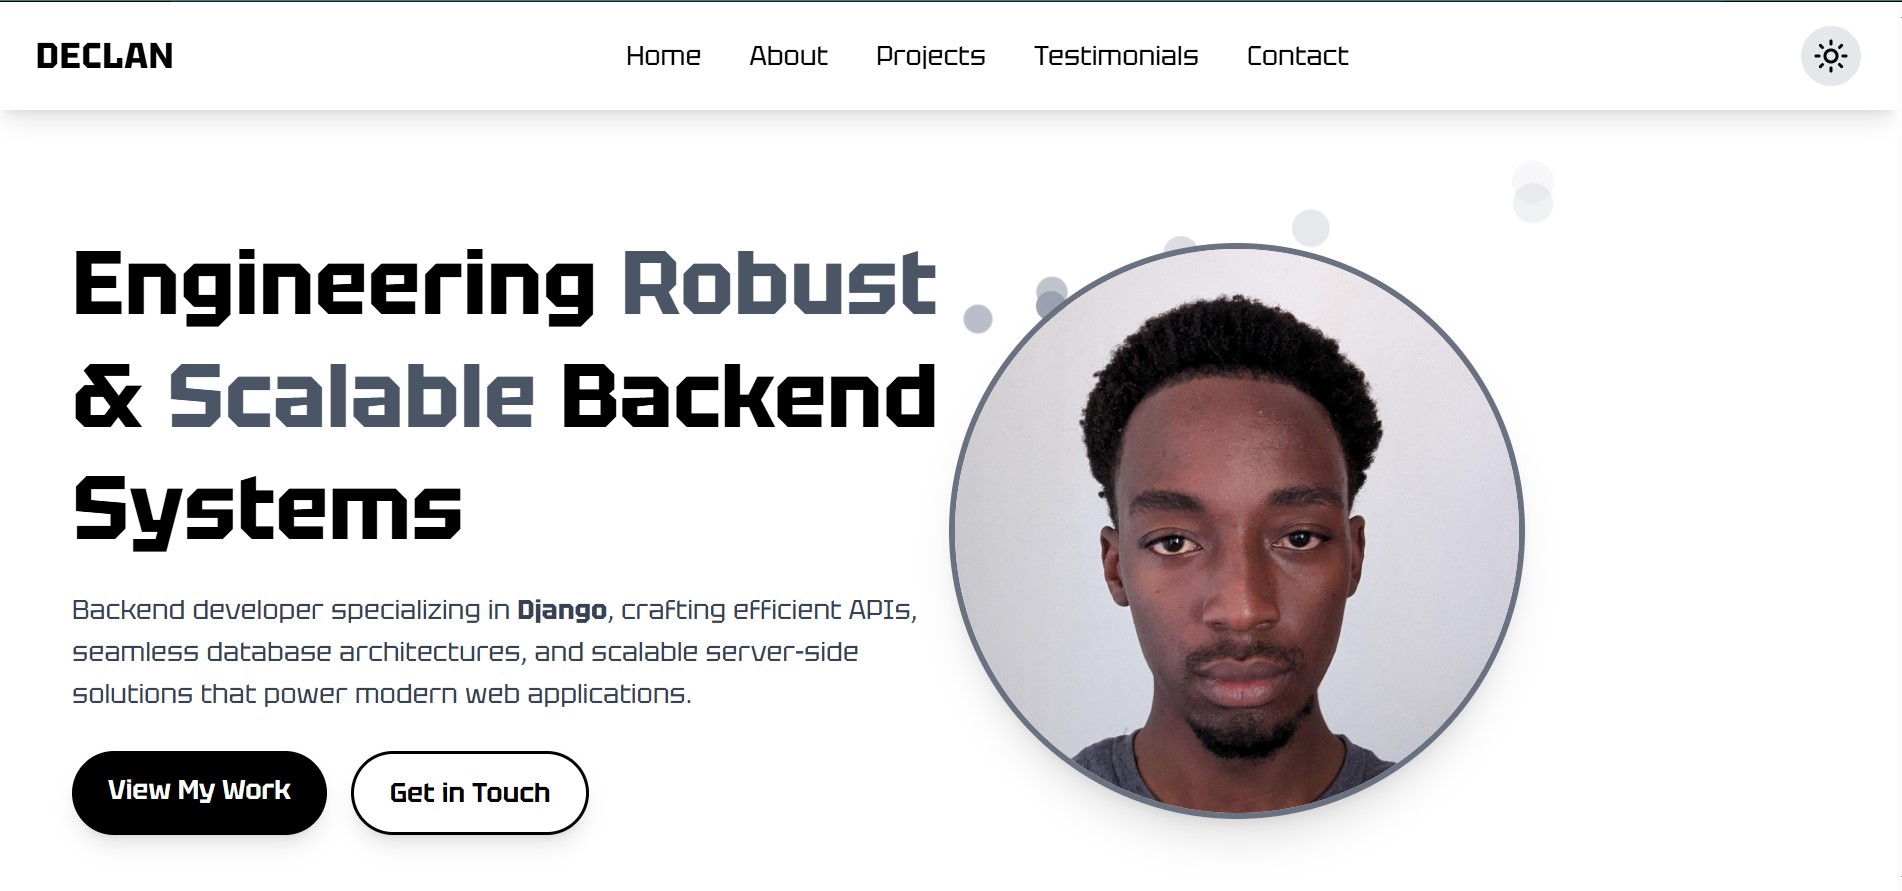 DECLAN
Home About Projects Testimonials Contact
Engineering Robust
& Scalable Backend
Systems
Backend developer specializing in Django, crafting efficient APIs,
seamless database architectures, and scalable server-side
solutions that power modern web applications.
View My Work
Get in Touch